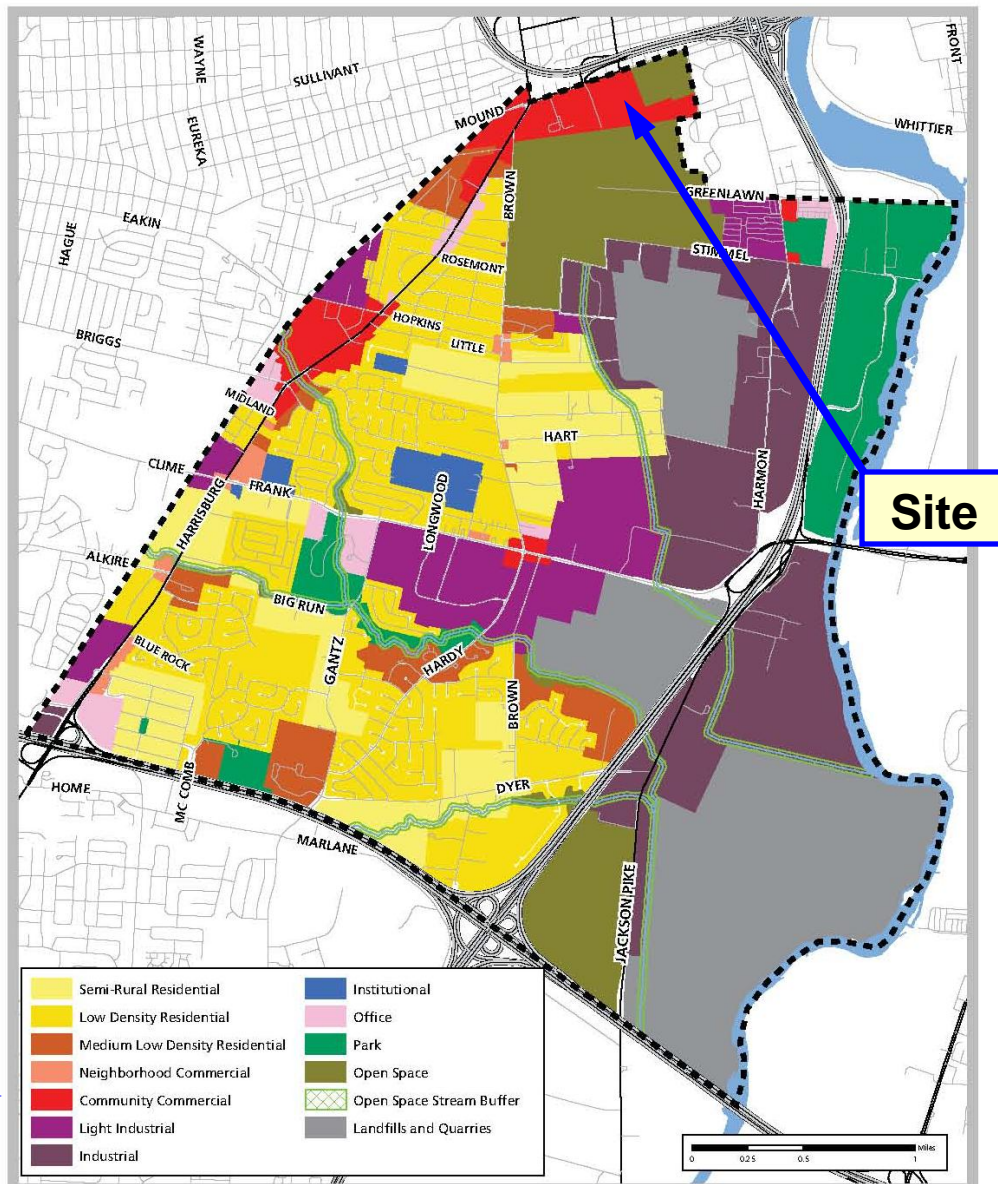 WAYNE
SULLIVANT
FRONT
EUREKA
MOUND
WHITTIER
HAGUE
EAKIN
BROWN
GREENLAWN
ROSEMONT
STIMMEL
BRIGGS
HOPKINS
LITTLE
MIDLAND
HART
CLIME
HARRISBURG
FRANK
LONGWOOD
HARMON
Site
ALKIRE
BIG RUN
BLUE ROCK
GANTZ
HARDY
BROWN
HOME
MC COMB
DYER
MARLANE
JACKSON PIKE
Semi-Rural Residential
Low Density Residential
Medium Low Density Residential
Neighborhood Commercial
Community Commercial
Light Industrial
Industrial
Institutional
Office
Park
Open Space
Open Space Stream Buffer
Landfills and Quarries
Miles
0 0.25 0.5 1